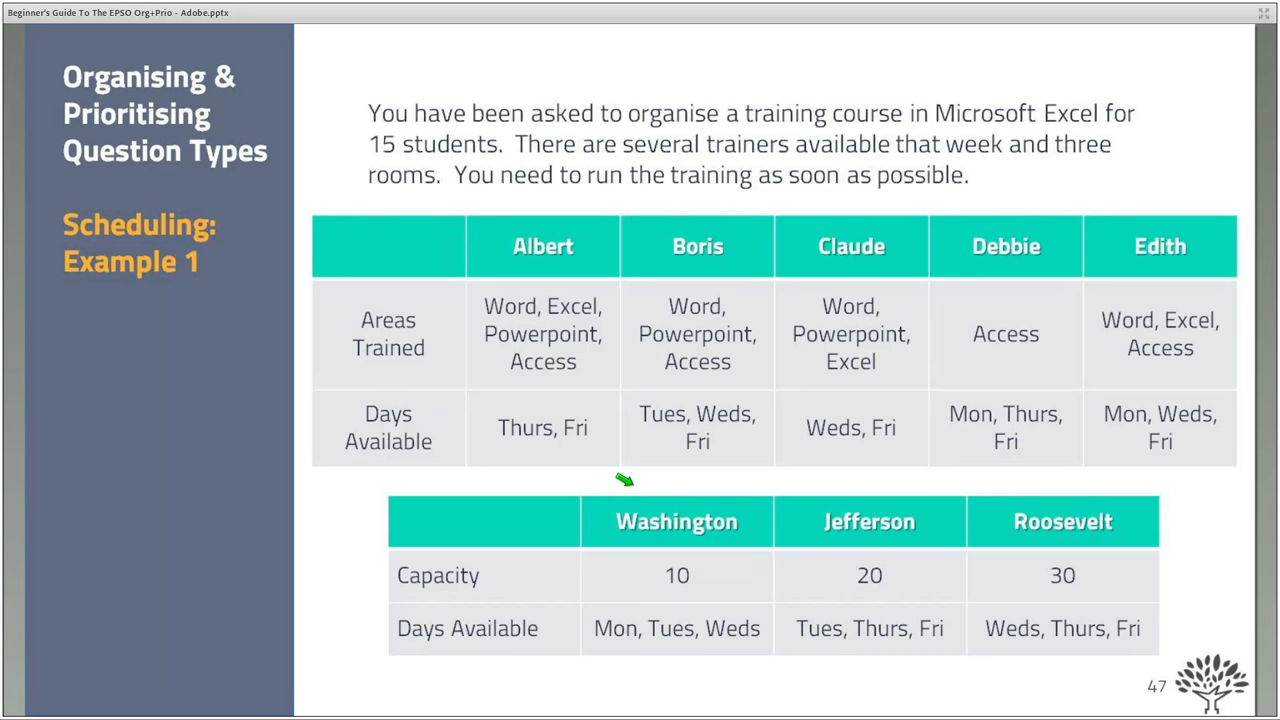 Beginner's Guide To The EPSO Org+Prio - Adobe.pptx
Organising &
Prioritising
Question Types
Scheduling:
Example 1
You have been asked to organise a training course in Microsoft Excel for
15 students. There are several trainers available that week and three
rooms. You need to run the training as soon as possible.
Albert Boris Claude Debbie Edith
Areas
Trained
Word, Excel,
Powerpoint,
Access
Word,
Powerpoint,
Access
Word,
Powerpoint,
Excel
Access
Word, Excel,
Access
Days
Available
Thurs, Fri
Tues, Weds,
Fri
Weds, Fri
Mon, Thurs,
Fri
Mon, Weds,
Fri
Washington Jefferson Roosevelt
Capacity 10 20 30
Days Available Mon, Tues, Weds Tues, Thurs, Fri Weds, Thurs, Fri
47